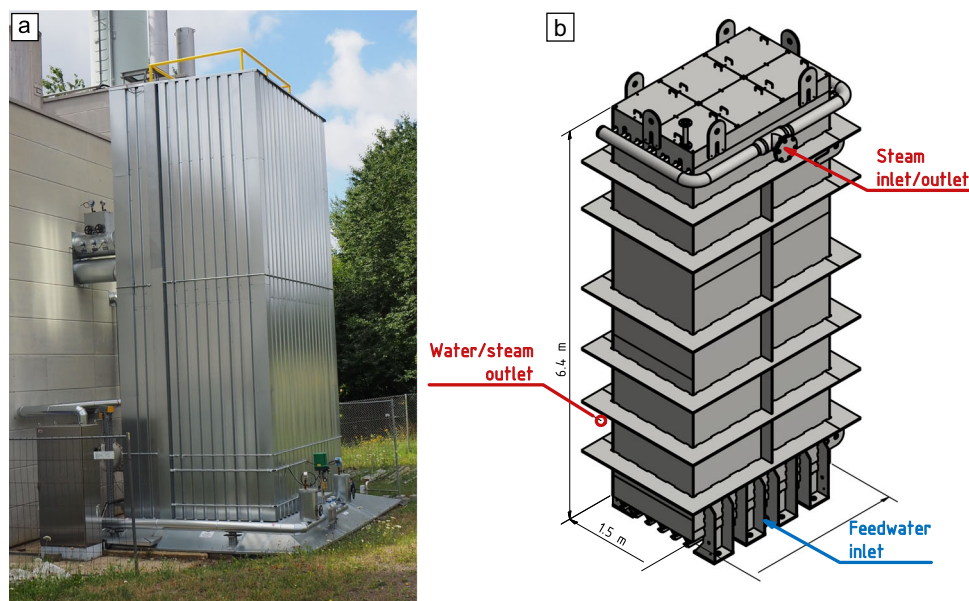 a
b
Steam
inlet/outlet
Water/steam
outlet
6.4 m
1.5 m
Feedwater
inlet